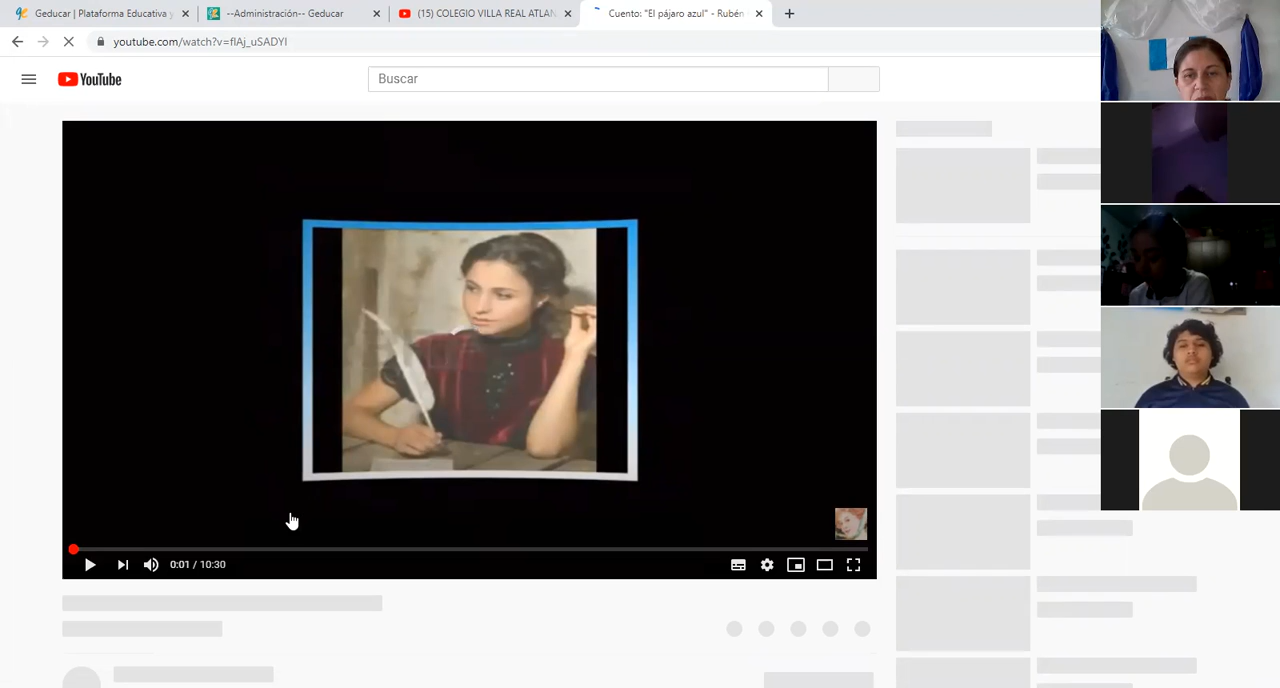 Geducar | Plataforma Educativa y
--Administración-- Geducar
(15) COLEGIO VILLA REAL ATLAN
Cuento: "El pájaro azul" - Rubén
youtube.com/watch?v=flAj_uSADYI
YouTube
Buscar
0:01 / 10:30